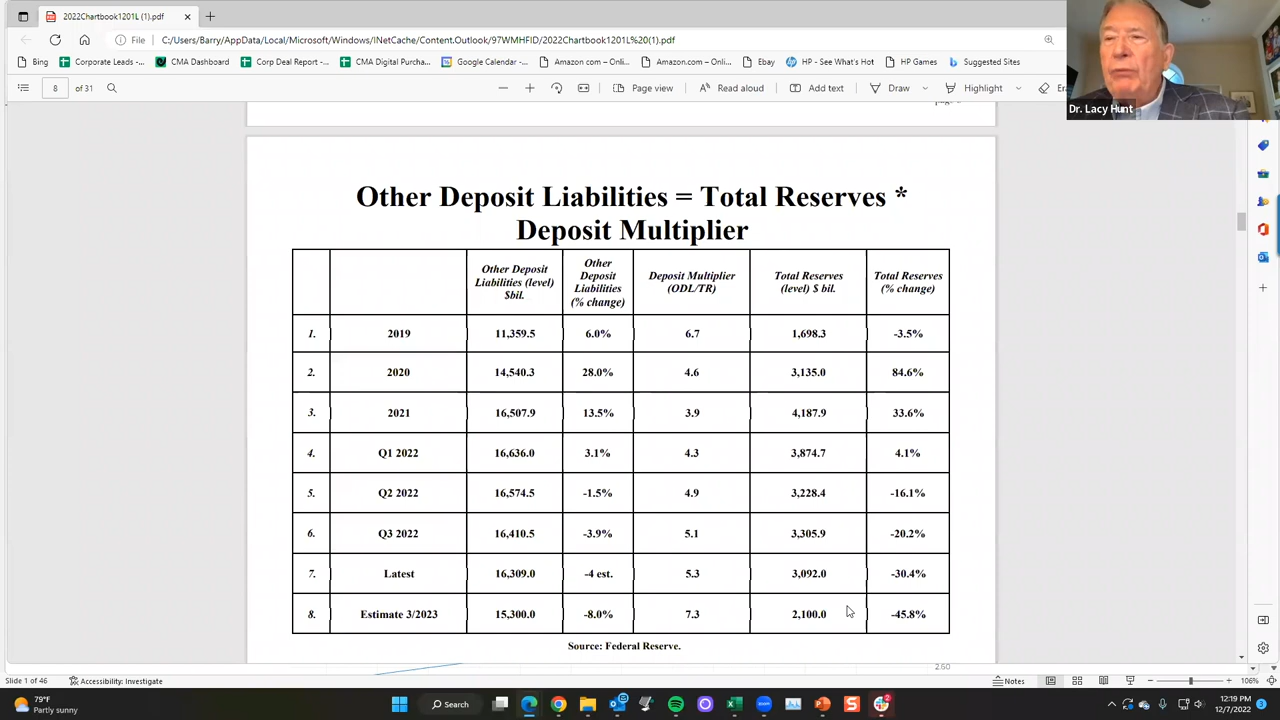 2022Chartbook1201L (1).pdf
File
C:/Users/Barry/AppData/Local/Microsoft/Windows/INetCache/Content.Outlook/97WMHFID/2022Chartbook1201L%20(1).pdf
Bing
Corporate Leads -...
CMA Dashboard
Corp Deal Report -...
CMA Digital Purcha...
Google Calendar -...
Amazon.com – Onli...
Amazon.com – Onli...
Ebay
HP - See What's Hot
HP Games
Suggested Sites
8 of 31
Page view
Read aloud
Add text
Draw
Highlight
Dr. Lacy Hunt
Other Deposit Liabilities = Total Reserves *
Deposit Multiplier
Other Deposit Liabilities (level) $bil.
Other Deposit Liabilities (% change)
Deposit Multiplier (ODL/TR)
Total Reserves (level) $ bil.
Total Reserves (% change)
1. 2019 11,359.5 6.0% 6.7 1,698.3 -3.5%
2. 2020 14,540.3 28.0% 4.6 3,135.0 84.6%
3. 2021 16,507.9 13.5% 3.9 4,187.9 33.6%
4. Q1 2022 16,636.0 3.1% 4.3 3,874.7 4.1%
5. Q2 2022 16,574.5 -1.5% 4.9 3,228.4 -16.1%
6. Q3 2022 16,410.5 -3.9% 5.1 3,305.9 -20.2%
7. Latest 16,309.0 -4 est. 5.3 3,092.0 -30.4%
8. Estimate 3/2023 15,300.0 -8.0% 7.3 2,100.0 -45.8%
Source: Federal Reserve.
2.60
Slide 1 of 46
Accessibility: Investigate
Notes
106%
79°F
Partly sunny
Search
2
12:19 PM
12/7/2022